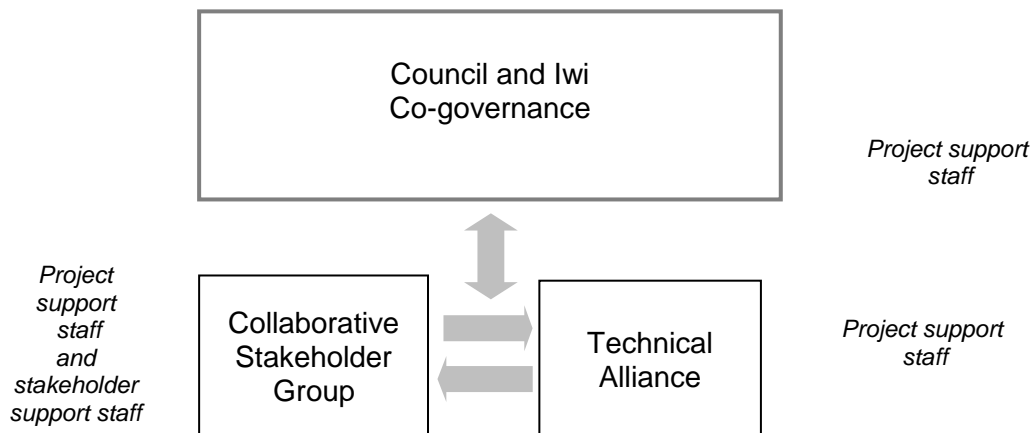 Council and Iwi
Co-governance
Project support
staff
Project
support
staff
and
stakeholder
support staff
Collaborative
Stakeholder
Group
Technical
Alliance
Project support
staff